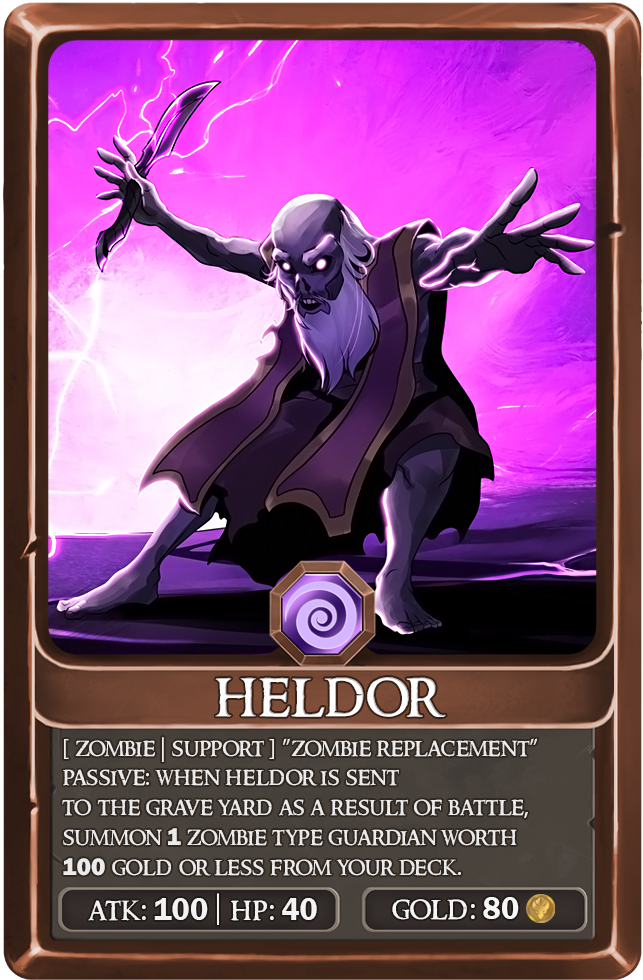 HELDOR
[ ZOMBIE | SUPPORT ] "ZOMBIE REPLACEMENT"
PASSIVE: WHEN HELDOR IS SENT
TO THE GRAVE YARD AS A RESULT OF BATTLE,
SUMMON 1 ZOMBIE TYPE GUARDIAN WORTH
100 GOLD OR LESS FROM YOUR DECK.
ATK: 100 | HP: 40 GOLD: 80